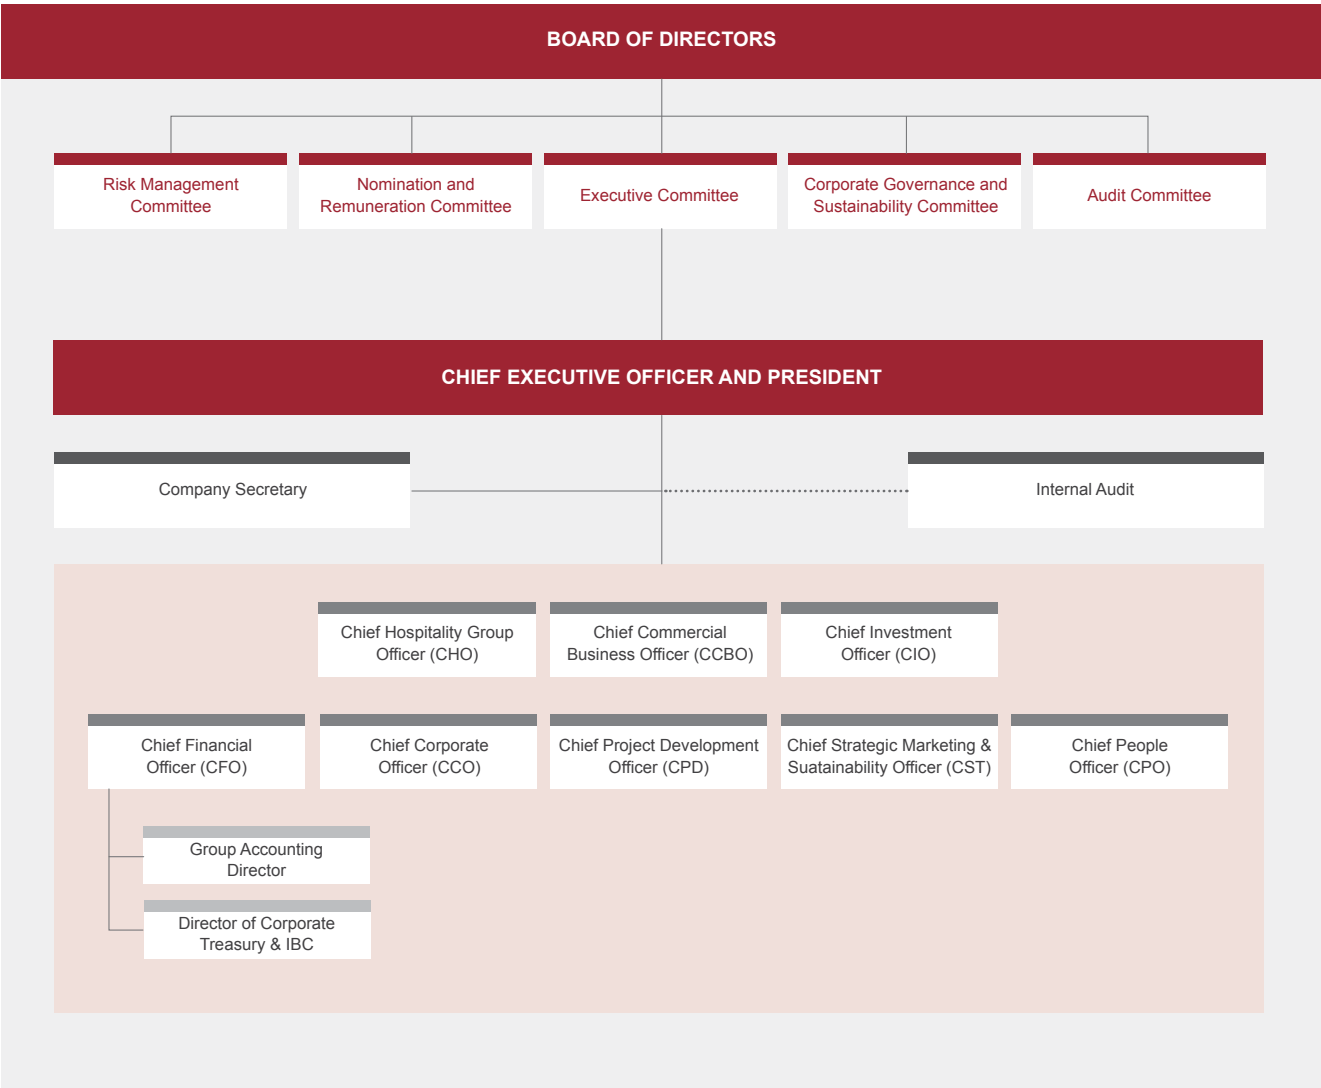 BOARD OF DIRECTORS
Risk Management
Committee
Nomination and
Remuneration Committee
Executive Committee
Corporate Governance and
Sustainability Committee
Audit Committee
CHIEF EXECUTIVE OFFICER AND PRESIDENT
Company Secretary
Internal Audit
Chief Hospitality Group
Officer (CHO)
Chief Commercial
Business Officer (CCBO)
Chief Investment
Officer (CIO)
Chief Financial
Officer (CFO)
Chief Corporate
Officer (CCO)
Chief Project Development
Officer (CPD)
Chief Strategic Marketing &
Suatainability Officer (CST)
Chief People
Officer (CPO)
Group Accounting
Director
Director of Corporate
Treasury & IBC